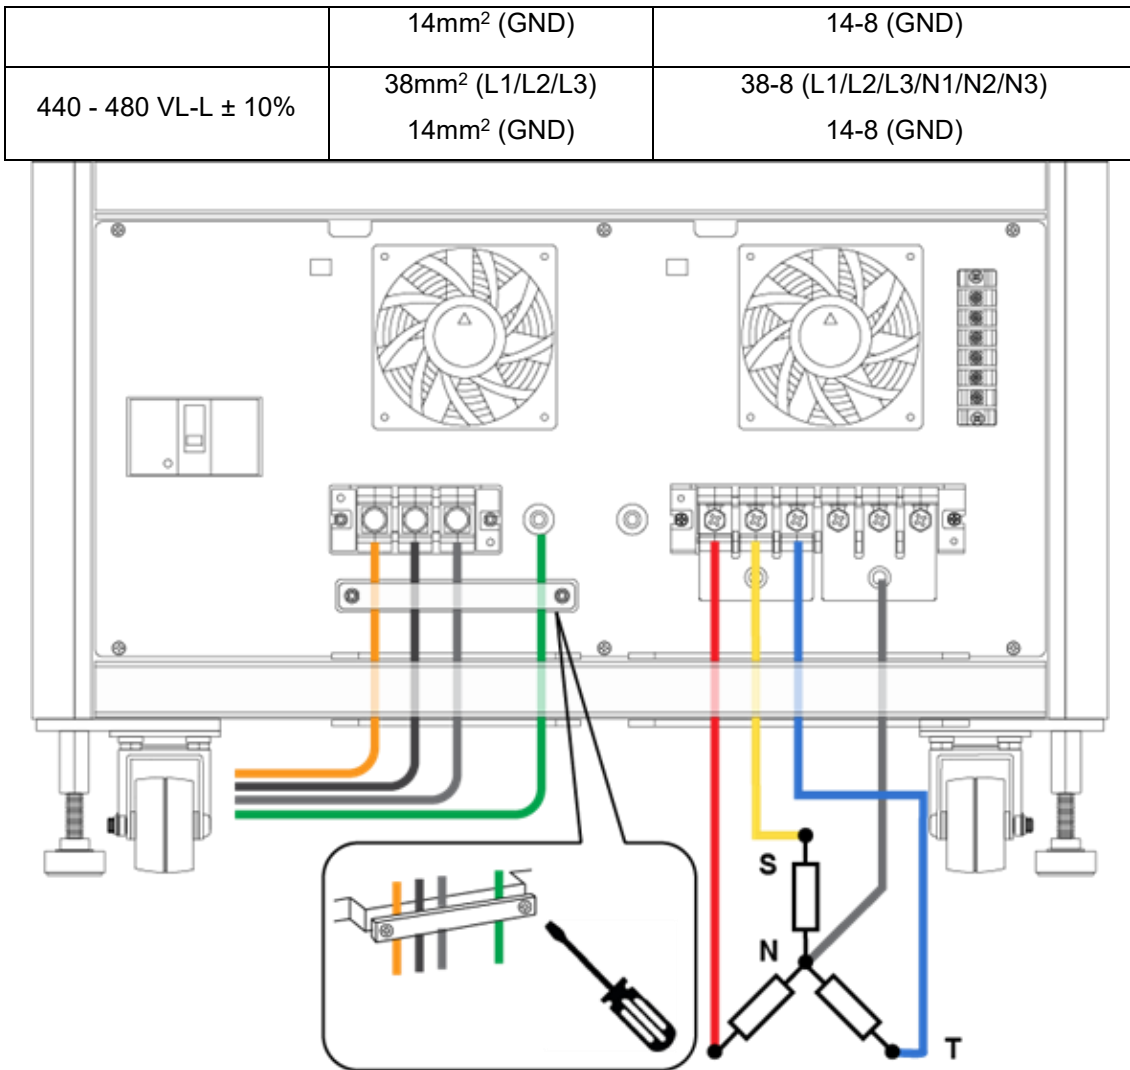 14mm² (GND) 14-8 (GND)
440 - 480 VL-L ± 10% 38mm² (L1/L2/L3) 38-8 (L1/L2/L3/N1/N2/N3)
14mm² (GND) 14-8 (GND)
S
N
T